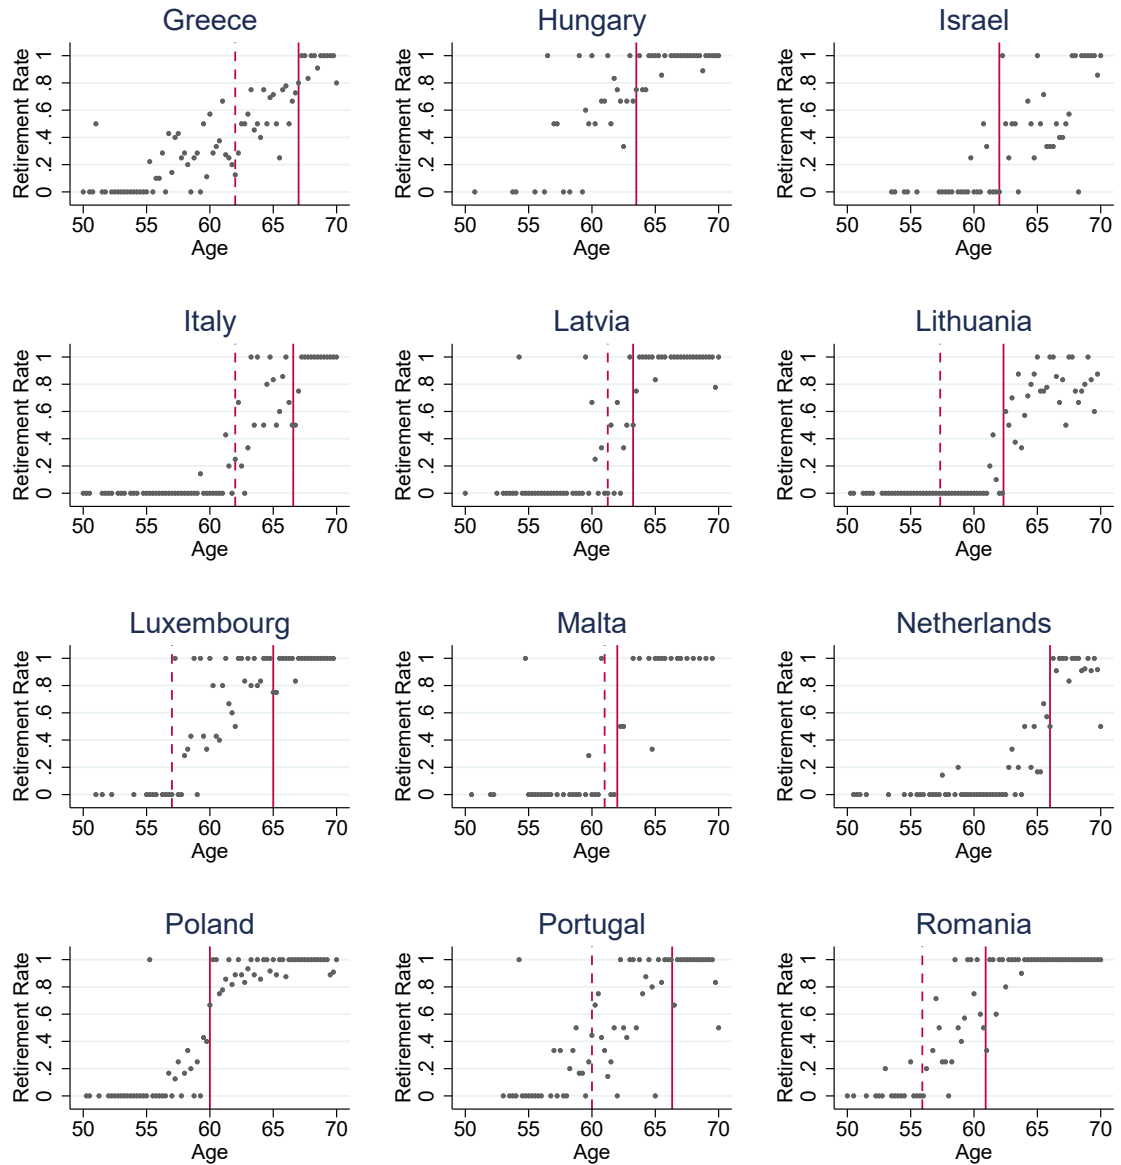 Greece Hungary Israel
Retirement Rate Retirement Rate Retirement Rate
1 1 1
.8 .8 .8
.6 .6 .6
.4 .4 .4
.2 .2 .2
0 0 0
50 55 60 65 70 50 55 60 65 70 50 55 60 65 70
Age Age Age
Italy Latvia Lithuania
Retirement Rate Retirement Rate Retirement Rate
1 1 1
.8 .8 .8
.6 .6 .6
.4 .4 .4
.2 .2 .2
0 0 0
50 55 60 65 70 50 55 60 65 70 50 55 60 65 70
Age Age Age
Luxembourg Malta Netherlands
Retirement Rate Retirement Rate Retirement Rate
1 1 1
.8 .8 .8
.6 .6 .6
.4 .4 .4
.2 .2 .2
0 0 0
50 55 60 65 70 50 55 60 65 70 50 55 60 65 70
Age Age Age
Poland Portugal Romania
Retirement Rate Retirement Rate Retirement Rate
1 1 1
.8 .8 .8
.6 .6 .6
.4 .4 .4
.2 .2 .2
0 0 0
50 55 60 65 70 50 55 60 65 70 50 55 60 65 70
Age Age Age